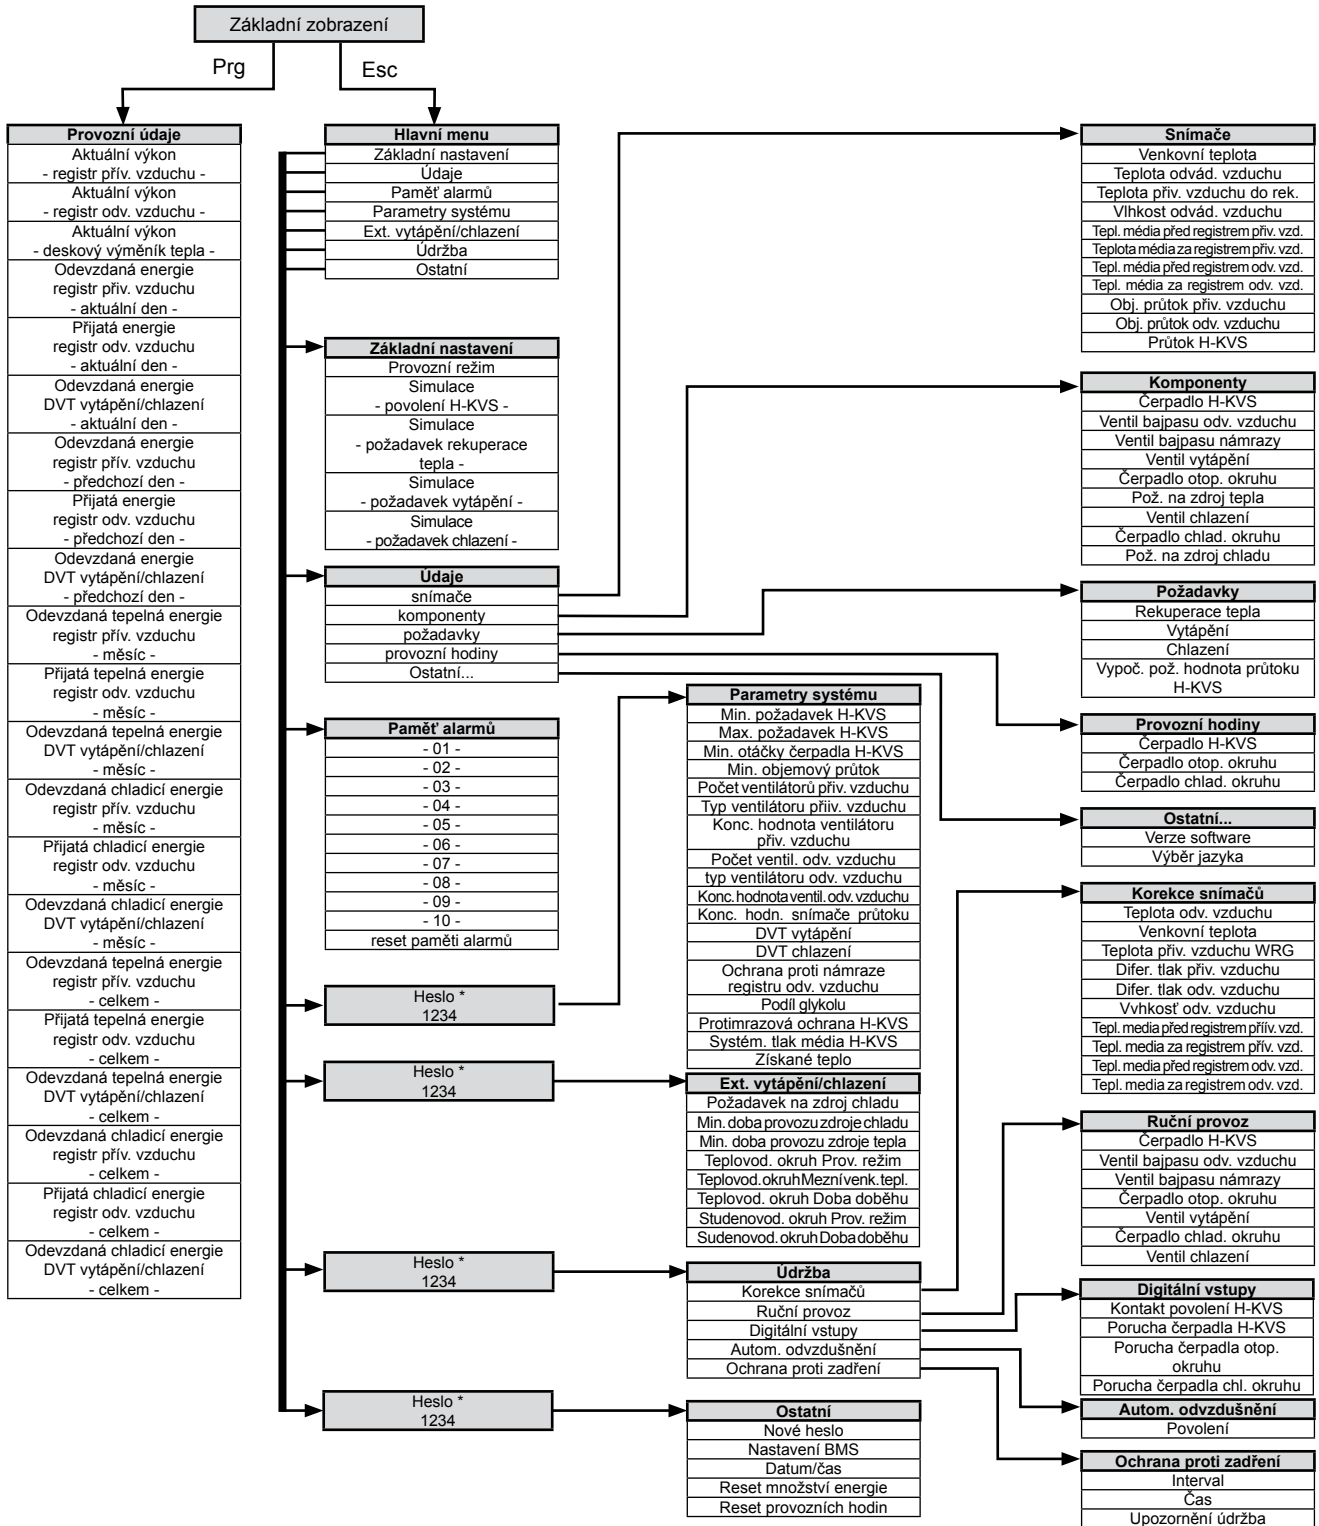 Základní zobrazení
Prg
Esc
Provozní údaje
Aktuální výkon
- registr přív. vzduchu -
Aktuální výkon
- registr odv. vzduchu -
Aktuální výkon
- deskový výměník tepla -
Odevzdaná energie
registr přiv. vzduchu
- aktuální den -
Přijatá energie
registr odv. vzduchu
- aktuální den -
Odevzdaná energie
DVT vytápění/chlazení
- aktuální den -
Odevzdaná energie
registr přív. vzduchu
- předchozí den -
Přijatá energie
registr odv. vzduchu
- předchozí den -
Odevzdaná energie
DVT vytápění/chlazení
- předchozí den -
Odevzdaná tepelná energie
registr přív. vzduchu
- měsíc -
Přijatá tepelná energie
registr odv. vzduchu
- měsíc -
Odevzdaná tepelná energie
DVT vytápění/chlazení
- měsíc -
Odevzdaná chladicí energie
registr přív. vzduchu
- měsíc -
Přijatá chladicí energie
registr odv. vzduchu
- měsíc -
Odevzdaná chladicí energie
DVT vytápění/chlazení
- měsíc -
Odevzdaná tepelná energie
registr přív. vzduchu
- celkem -
Přijatá tepelná energie
registr odv. vzduchu
- celkem -
Odevzdaná tepelná energie
DVT vytápění/chlazení
- celkem -
Odevzdaná chladicí energie
registr přív. vzduchu
- celkem -
Přijatá chladicí energie
registr odv. vzduchu
- celkem -
Odevzdaná chladicí energie
DVT vytápění/chlazení
- celkem -
Hlavní menu
Základní nastavení
Údaje
Paměť alarmů
Parametry systému
Ext. vytápění/chlazení
Údržba
Ostatní
Základní nastavení
Provozní režim
Simulace
- povolení H-KVS -
Simulace
- požadavek rekuperace
tepla -
Simulace
- požadavek vytápění -
Simulace
- požadavek chlazení -
Údaje
snímače
komponenty
požadavky
provozní hodiny
Ostatní...
Paměť alarmů
- 01 -
- 02 -
- 03 -
- 04 -
- 05 -
- 06 -
- 07 -
- 08 -
- 09 -
- 10 -
reset paměti alarmů
Heslo *
1234
Heslo *
1234
Heslo *
1234
Heslo *
1234
Parametry systému
Min. požadavek H-KVS
Max. požadavek H-KVS
Min. otáčky čerpadla H-KVS
Min. objemový průtok
Počet ventilátorů přiv. vzduchu
Typ ventilátoru přiiv. vzduchu
Konc. hodnota ventilátoru
přiv. vzduchu
Počet ventil. odv. vzduchu
typ ventilátoru odv. vzduchu
Konc. hodnota ventil. odv. vzduchu
Konc. hodn. snímače průtoku
DVT vytápění
DVT chlazení
Ochrana proti námraze
registru odv. vzduchu
Podíl glykolu
Protimrazová ochrana H-KVS
Systém. tlak média H-KVS
Získané teplo
Ext. vytápění/chlazení
Požadavek na zdroj chladu
Min. doba provozu zdroje chladu
Min. doba provozu zdroje tepla
Teplovod. okruh Prov. režim
Teplovod. okruh Mezní venk. tepl.
Teplovod. okruh Doba doběhu
Studenovod. okruh Prov. režim
Sudenovod. okruh Doba doběhu
Údržba
Korekce snímačů
Ruční provoz
Digitální vstupy
Autom. odvzdušnění
Ochrana proti zadření
Ostatní
Nové heslo
Nastavení BMS
Datum/čas
Reset množství energie
Reset provozních hodin
Snímače
Venkovní teplota
Teplota odvád. vzduchu
Teplota přiv. vzduchu do rek.
Vlhkost odvád. vzduchu
Tepl. média před registrem přiv. vzd.
Teplota média za registrem přiv. vzd.
Tepl. média před registrem odv. vzd.
Tepl. média za registrem odv. vzd.
Obj. průtok přiv. vzduchu
Obj. průtok odv. vzduchu
Průtok H-KVS
Komponenty
Čerpadlo H-KVS
Ventil bajpasu odv. vzduchu
Ventil bajpasu námrazy
Ventil vytápění
Čerpadlo otop. okruhu
Pož. na zdroj tepla
Ventil chlazení
Čerpadlo chlad. okruhu
Pož. na zdroj chladu
Požadavky
Rekuperace tepla
Vytápění
Chlazení
Vypoč. pož. hodnota průtoku
H-KVS
Provozní hodiny
Čerpadlo H-KVS
Čerpadlo otop. okruhu
Čerpadlo chlad. okruhu
Ostatní...
Verze software
Výběr jazyka
Korekce snímačů
Teplota odv. vzduchu
Venkovní teplota
Teplota přiv. vzduchu WRG
Difer. tlak přiv. vzduchu
Difer. tlak odv. vzduchu
Vvhkosť odv. vzduchu
Tepl. media před registrem příív. vzd.
Tepl. media za registrem přív. vzd.
Tepl. media před registrem odv. vzd.
Tepl. media za registrem odv. vzd.
Ruční provoz
Čerpadlo H-KVS
Ventil bajpasu odv. vzduchu
Ventil bajpasu námrazy
Čerpadlo otop. okruhu
Ventil vytápění
Čerpadlo chlad. okruhu
Ventil chlazení
Digitální vstupy
Kontakt povolení H-KVS
Porucha čerpadla H-KVS
Porucha čerpadla otop.
okruhu
Porucha čerpadla chl. okruhu
Autom. odvzdušnění
Povolení
Ochrana proti zadření
Interval
Čas
Upozornění údržba